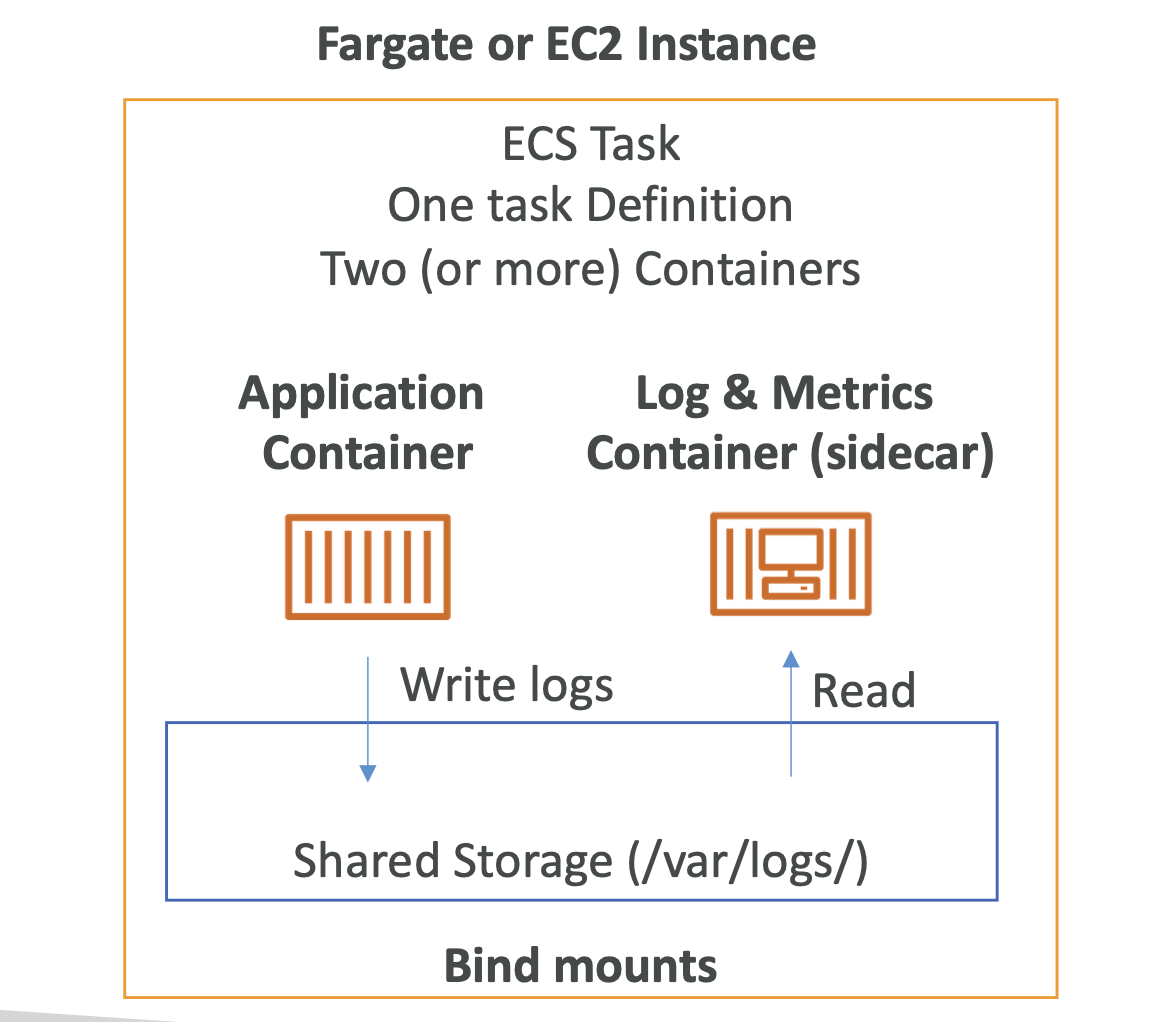 Fargate or EC2 Instance
ECS Task
One task Definition
Two (or more) Containers
Application
Container
Log & Metrics
Container (sidecar)
Write logs
Read
Shared Storage (/var/logs/)
Bind mounts